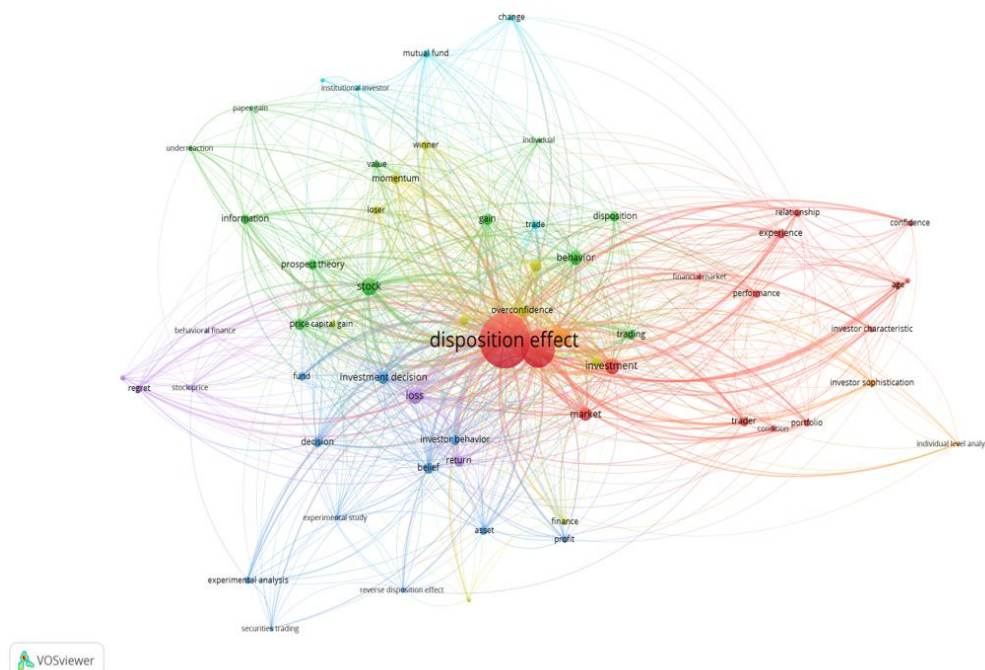 change
mutual fund
institutional investor
paper gain
underreaction
winner
individual
value
momentum
loser
information
gain
trade
disposition
relationship
confidence
experience
prospect theory
behavior
stock
financial market
age
performance
overconfidence
price capital gain
behavioral finance
trading
investor characteristic
disposition effect
fund
investment decision
investment
regret
stock price
loss
investor sophistication
market
trader
portfolio
condition
decision
investor behavior
individual level analy
return
belief
experimental study
asset
finance
profit
experimental analysis
reverse disposition effect
securities trading
VOSviewer